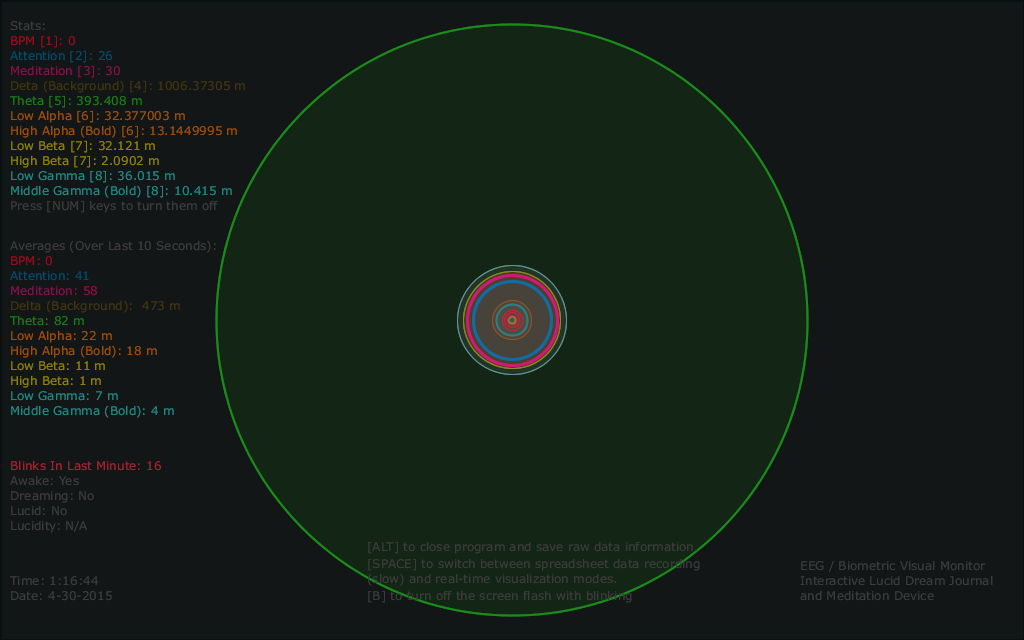 Stats:
BPM [1]: 0
Attention [2]: 26
Meditation [3]: 30
Deta (Background) [4]: 1006.37305 m
Theta [5]: 393.408 m
Low Alpha [6]: 32.377003 m
High Alpha (Bold) [6]: 13.1449995 m
Low Beta [7]: 32.121 m
High Beta [7]: 2.0902 m
Low Gamma [8]: 36.015 m
Middle Gamma (Bold) [8]: 10.415 m
Press [NUM] keys to turn them off
Averages (Over Last 10 Seconds):
BPM: 0
Attention: 41
Meditation: 58
Delta (Background):  473 m
Theta: 82 m
Low Alpha: 22 m
High Alpha (Bold): 18 m
Low Beta: 11 m
High Beta: 1 m
Low Gamma: 7 m
Middle Gamma (Bold): 4 m
Blinks In Last Minute: 16
Awake: Yes
Dreaming: No
Lucid: No
Lucidity: N/A
Time: 1:16:44
Date: 4-30-2015
[ALT] to close program and save raw data information.
[SPACE] to switch between spreadsheet data recording
(slow) and real-time visualization modes.
[B] to turn off the screen flash with blinking
EEG / Biometric Visual Monitor
Interactive Lucid Dream Journal
and Meditation Device